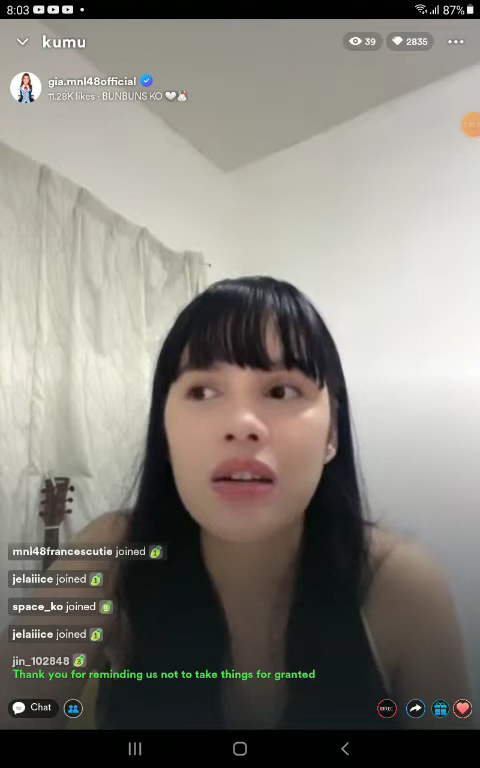 8:03
87%
kumu
39
2835
gia.mnl48official
11.28K likes · BUNBUNS KO
mnl48francescutie joined
jelaiiice joined
space_ko joined
jelaiiice joined
jin_102848
Thank you for reminding us not to take things for granted
Chat